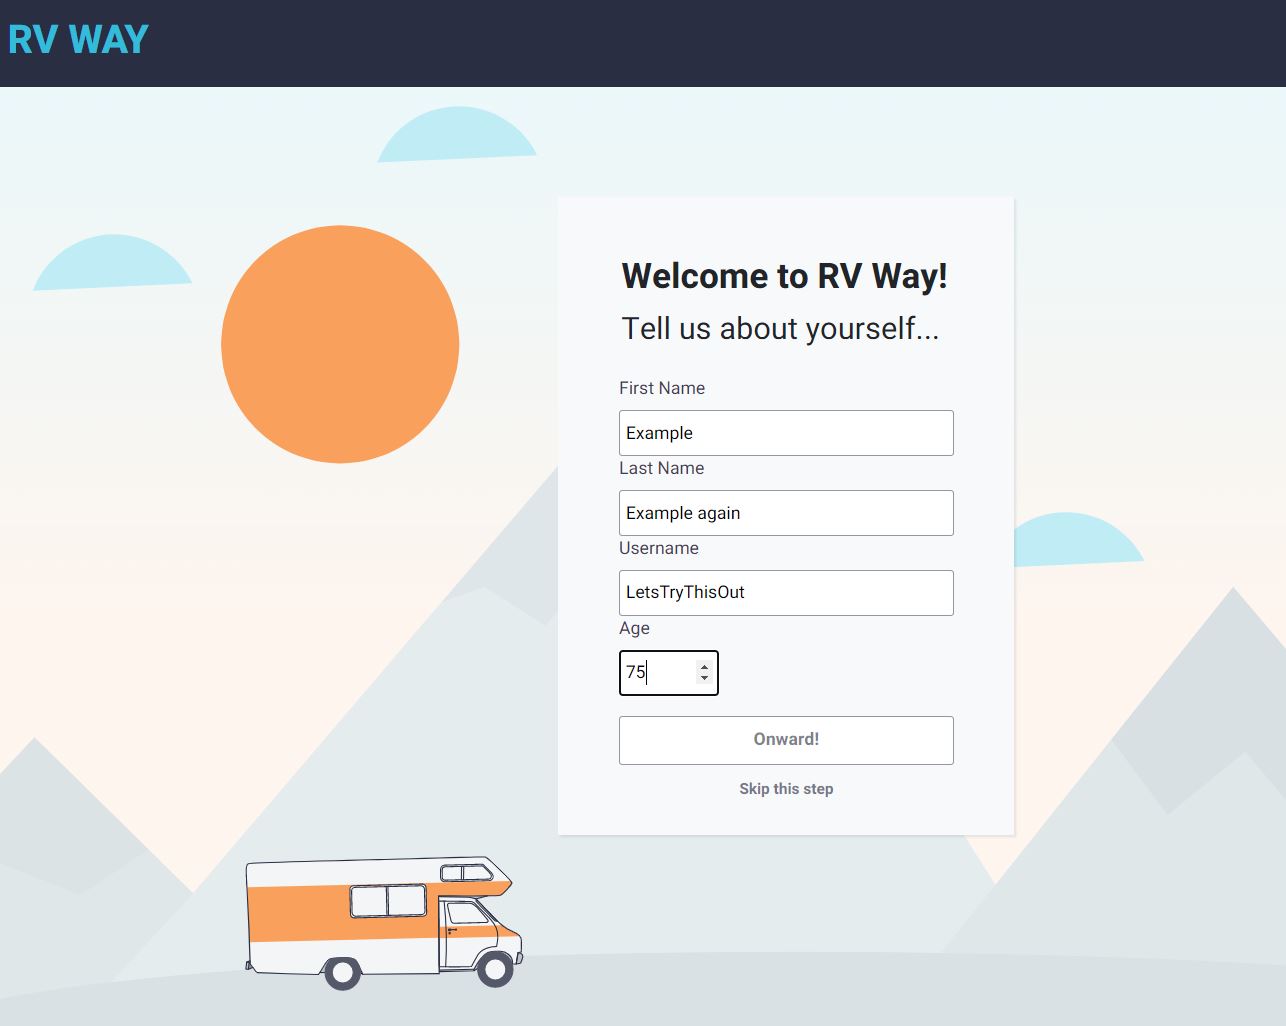 RV WAY
Welcome to RV Way!
Tell us about yourself...
First Name
Example
Last Name
Example again
Username
LetsTryThisOut
Age
75
Onward!
Skip this step